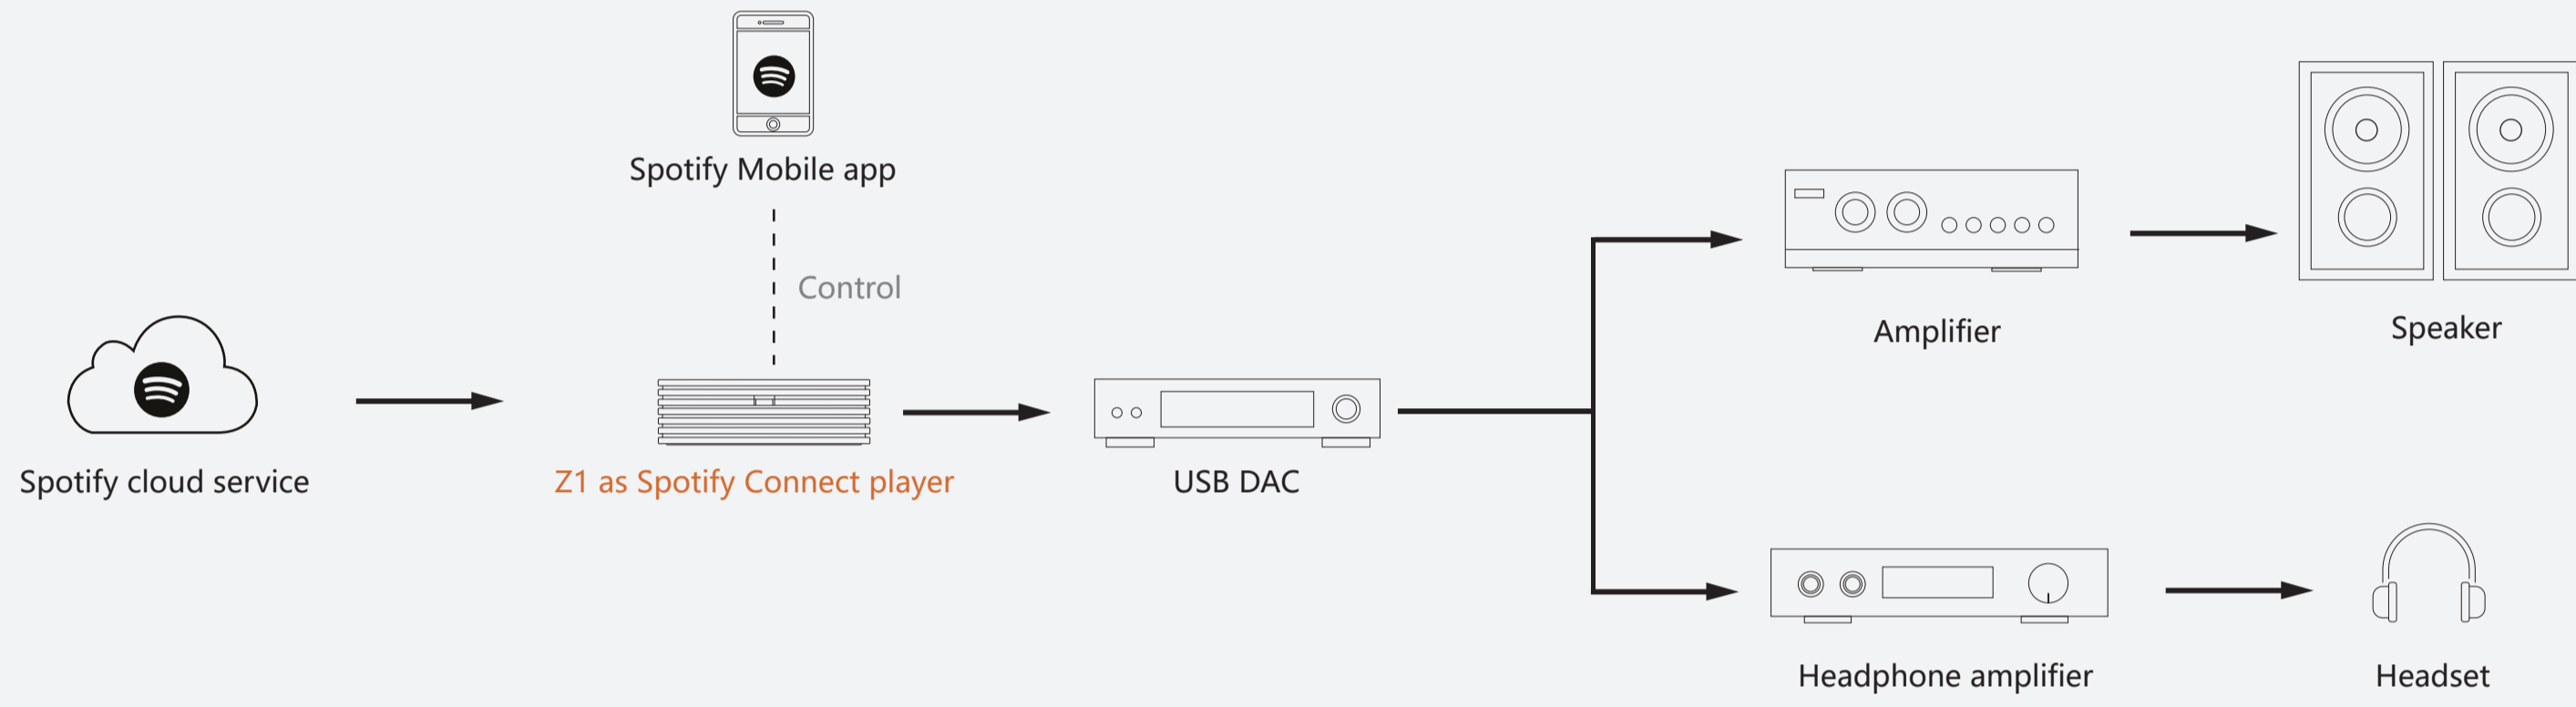 Spotify Mobile app
Control
Spotify cloud service
Z1 as Spotify Connect player
USB DAC
Amplifier
Speaker
Headphone amplifier
Headset